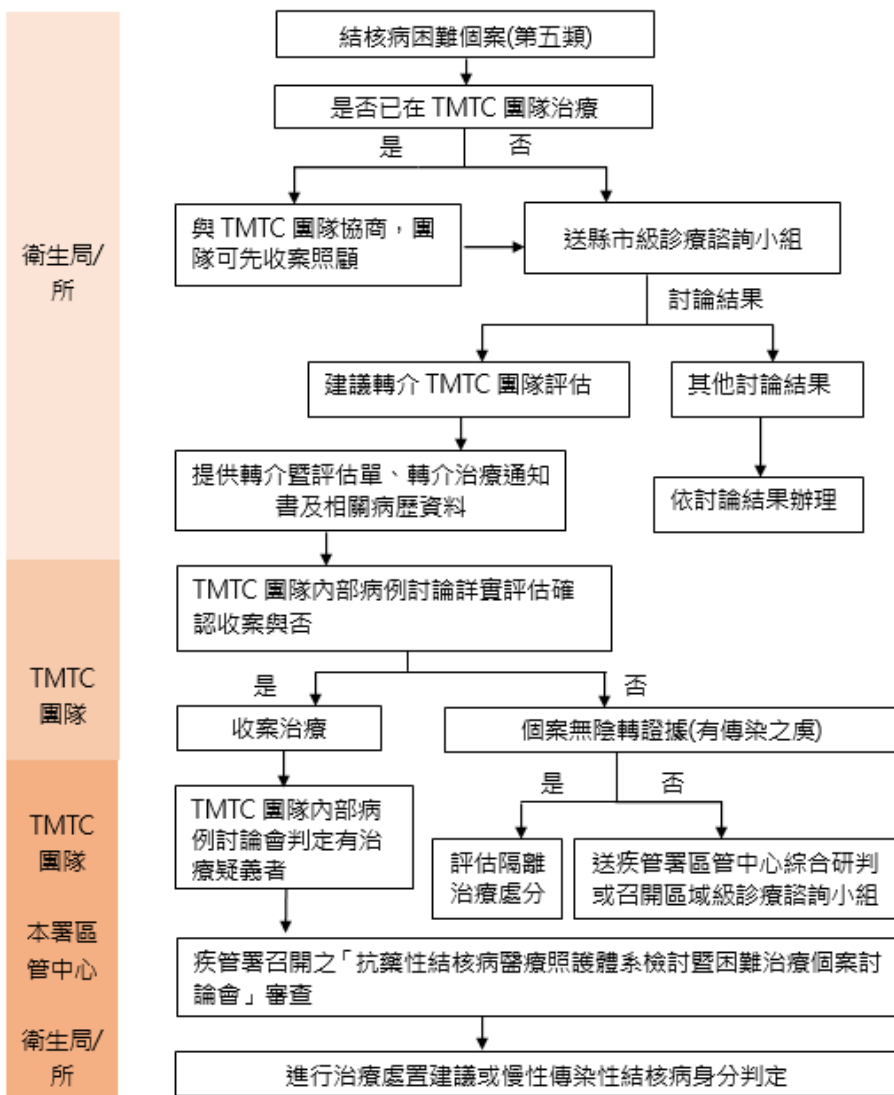 結核病困難個案(第五類)
是否已在 TMTC 團隊治療
是
否
與 TMTC 團隊協商，團
隊可先收案照顧
送縣市級診療諮詢小組
衛生局/
所
討論結果
建議轉介 TMTC 團隊評估
其他討論結果
提供轉介暨評估單、轉介治療通知
書及相關病歷資料
依討論結果辦理
TMTC 團隊內部病例討論詳實評估確
認收案與否
TMTC
團隊
是
否
收案治療
個案無陰轉證據(有傳染之虞)
是
否
TMTC
團隊
TMTC 團隊內部病
例討論會判定有治
療疑義者
評估隔離
治療處分
送疾管署區管中心綜合研判
或召開區域級診療諮詢小組
本署區
管中心
疾管署召開之「抗藥性結核病醫療照護體系檢討暨困難治療個案討
論會」審查
衛生局/
所
進行治療處置建議或慢性傳染性結核病身分判定